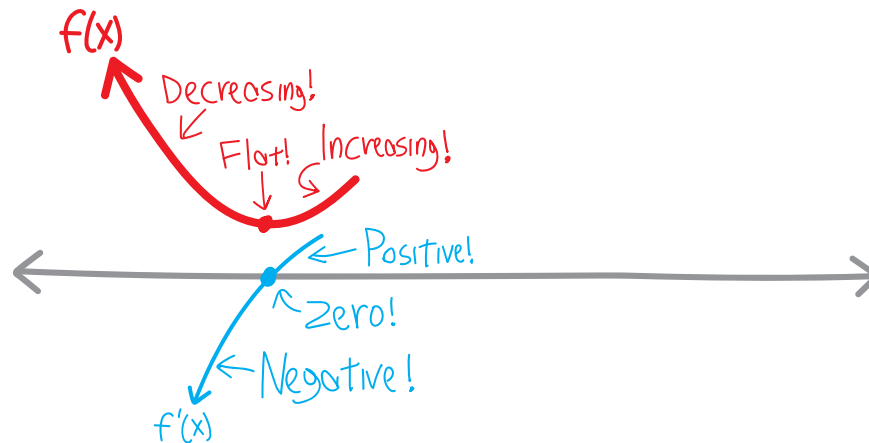 f(x)
Decreasing!
Flat!
Increasing!
Positive!
Zero!
Negative!
f'(x)